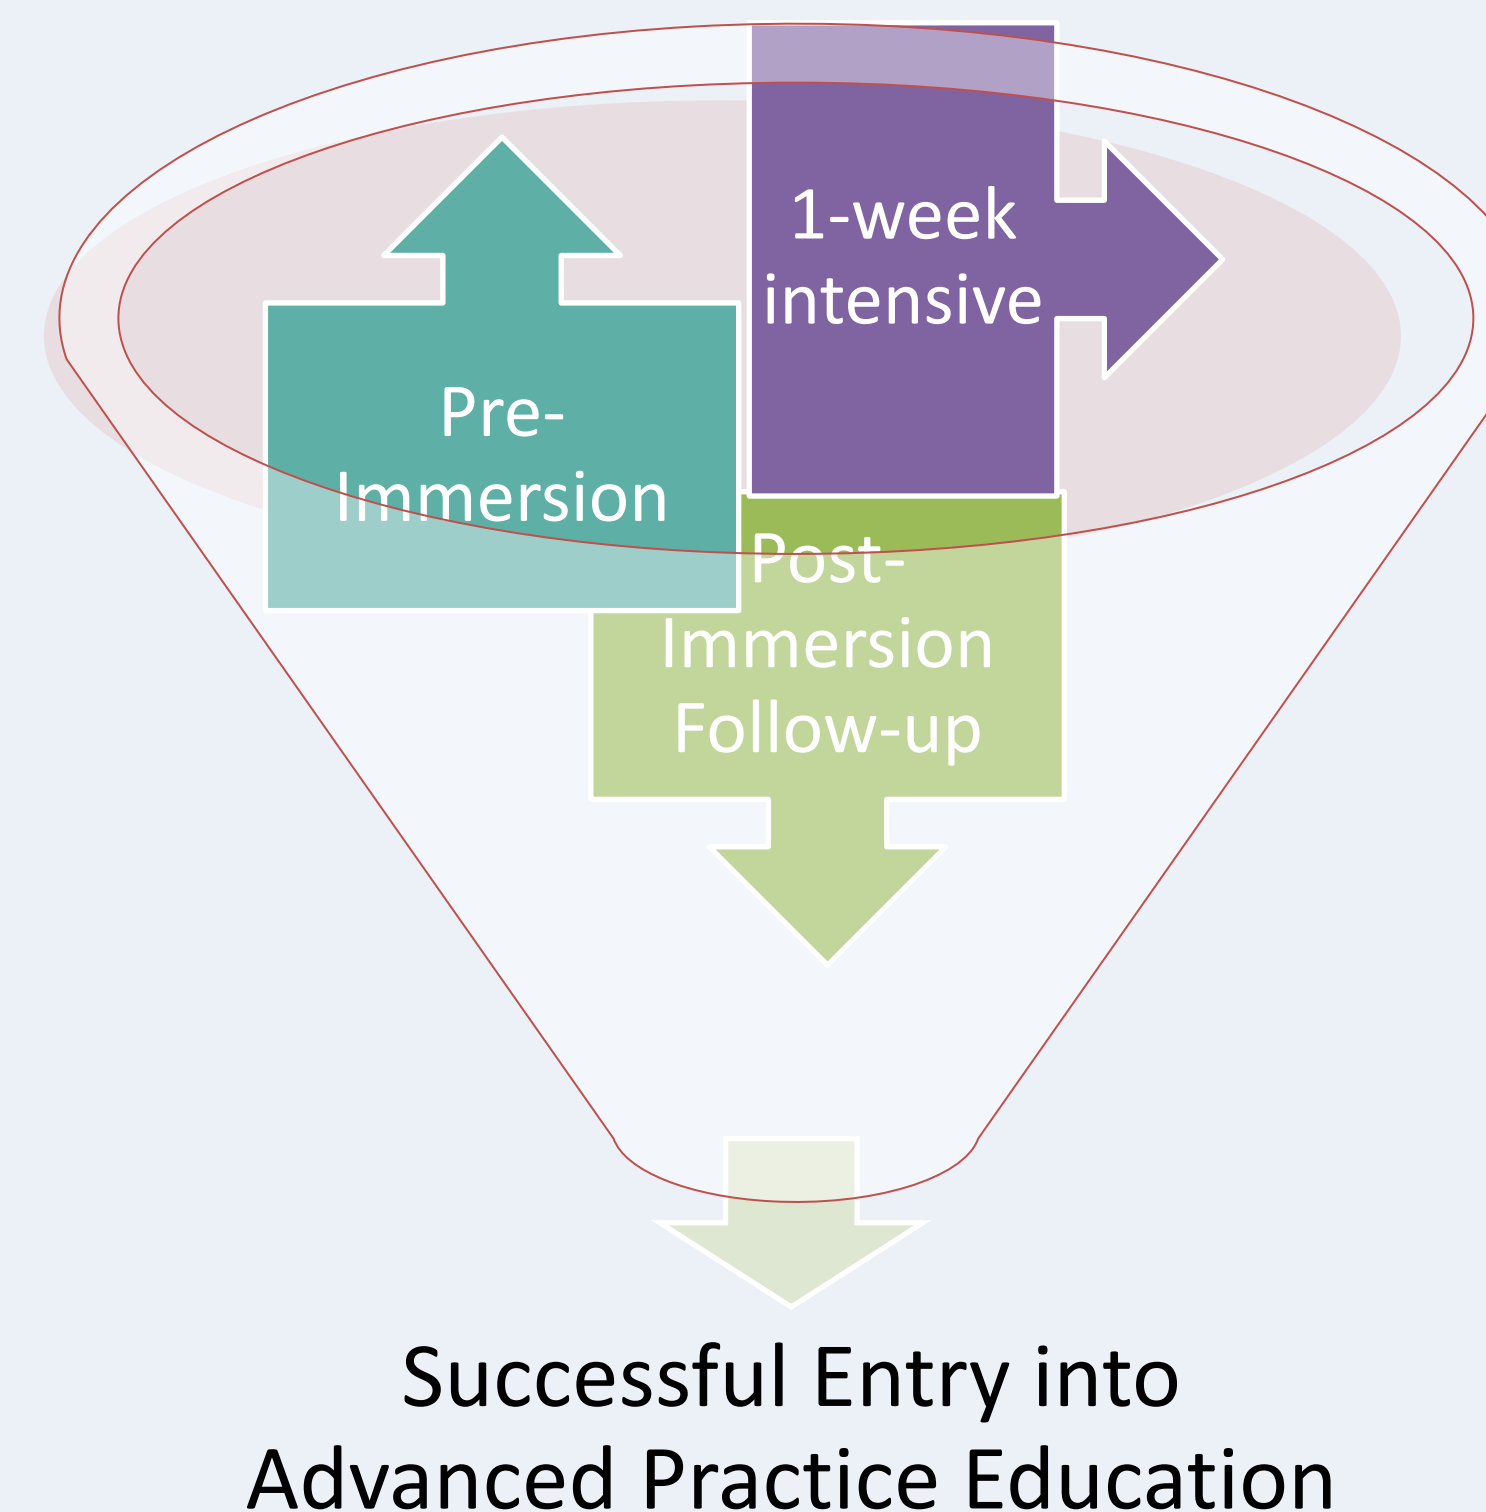 1-week
intensive
Pre-
Immersion
Post-
Immersion
Follow-up
Successful Entry into
Advanced Practice Education